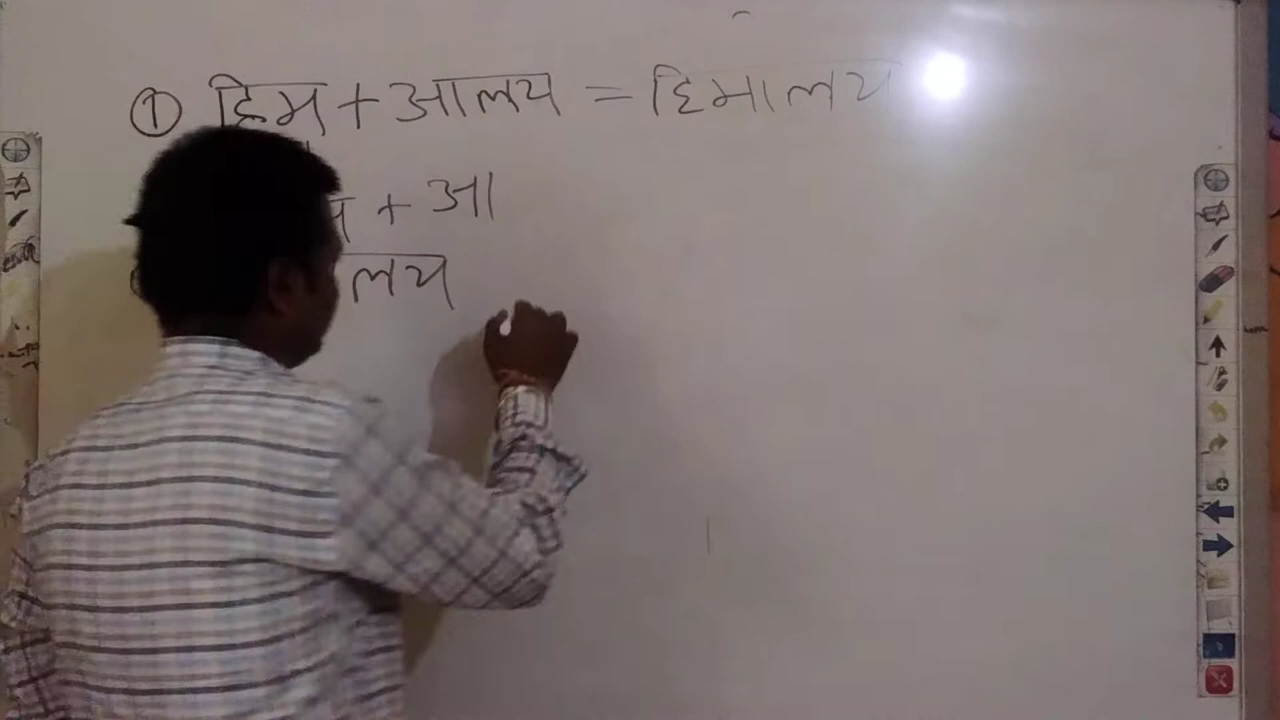 ① हिम + आलय = हिमालय
+ आ
लय